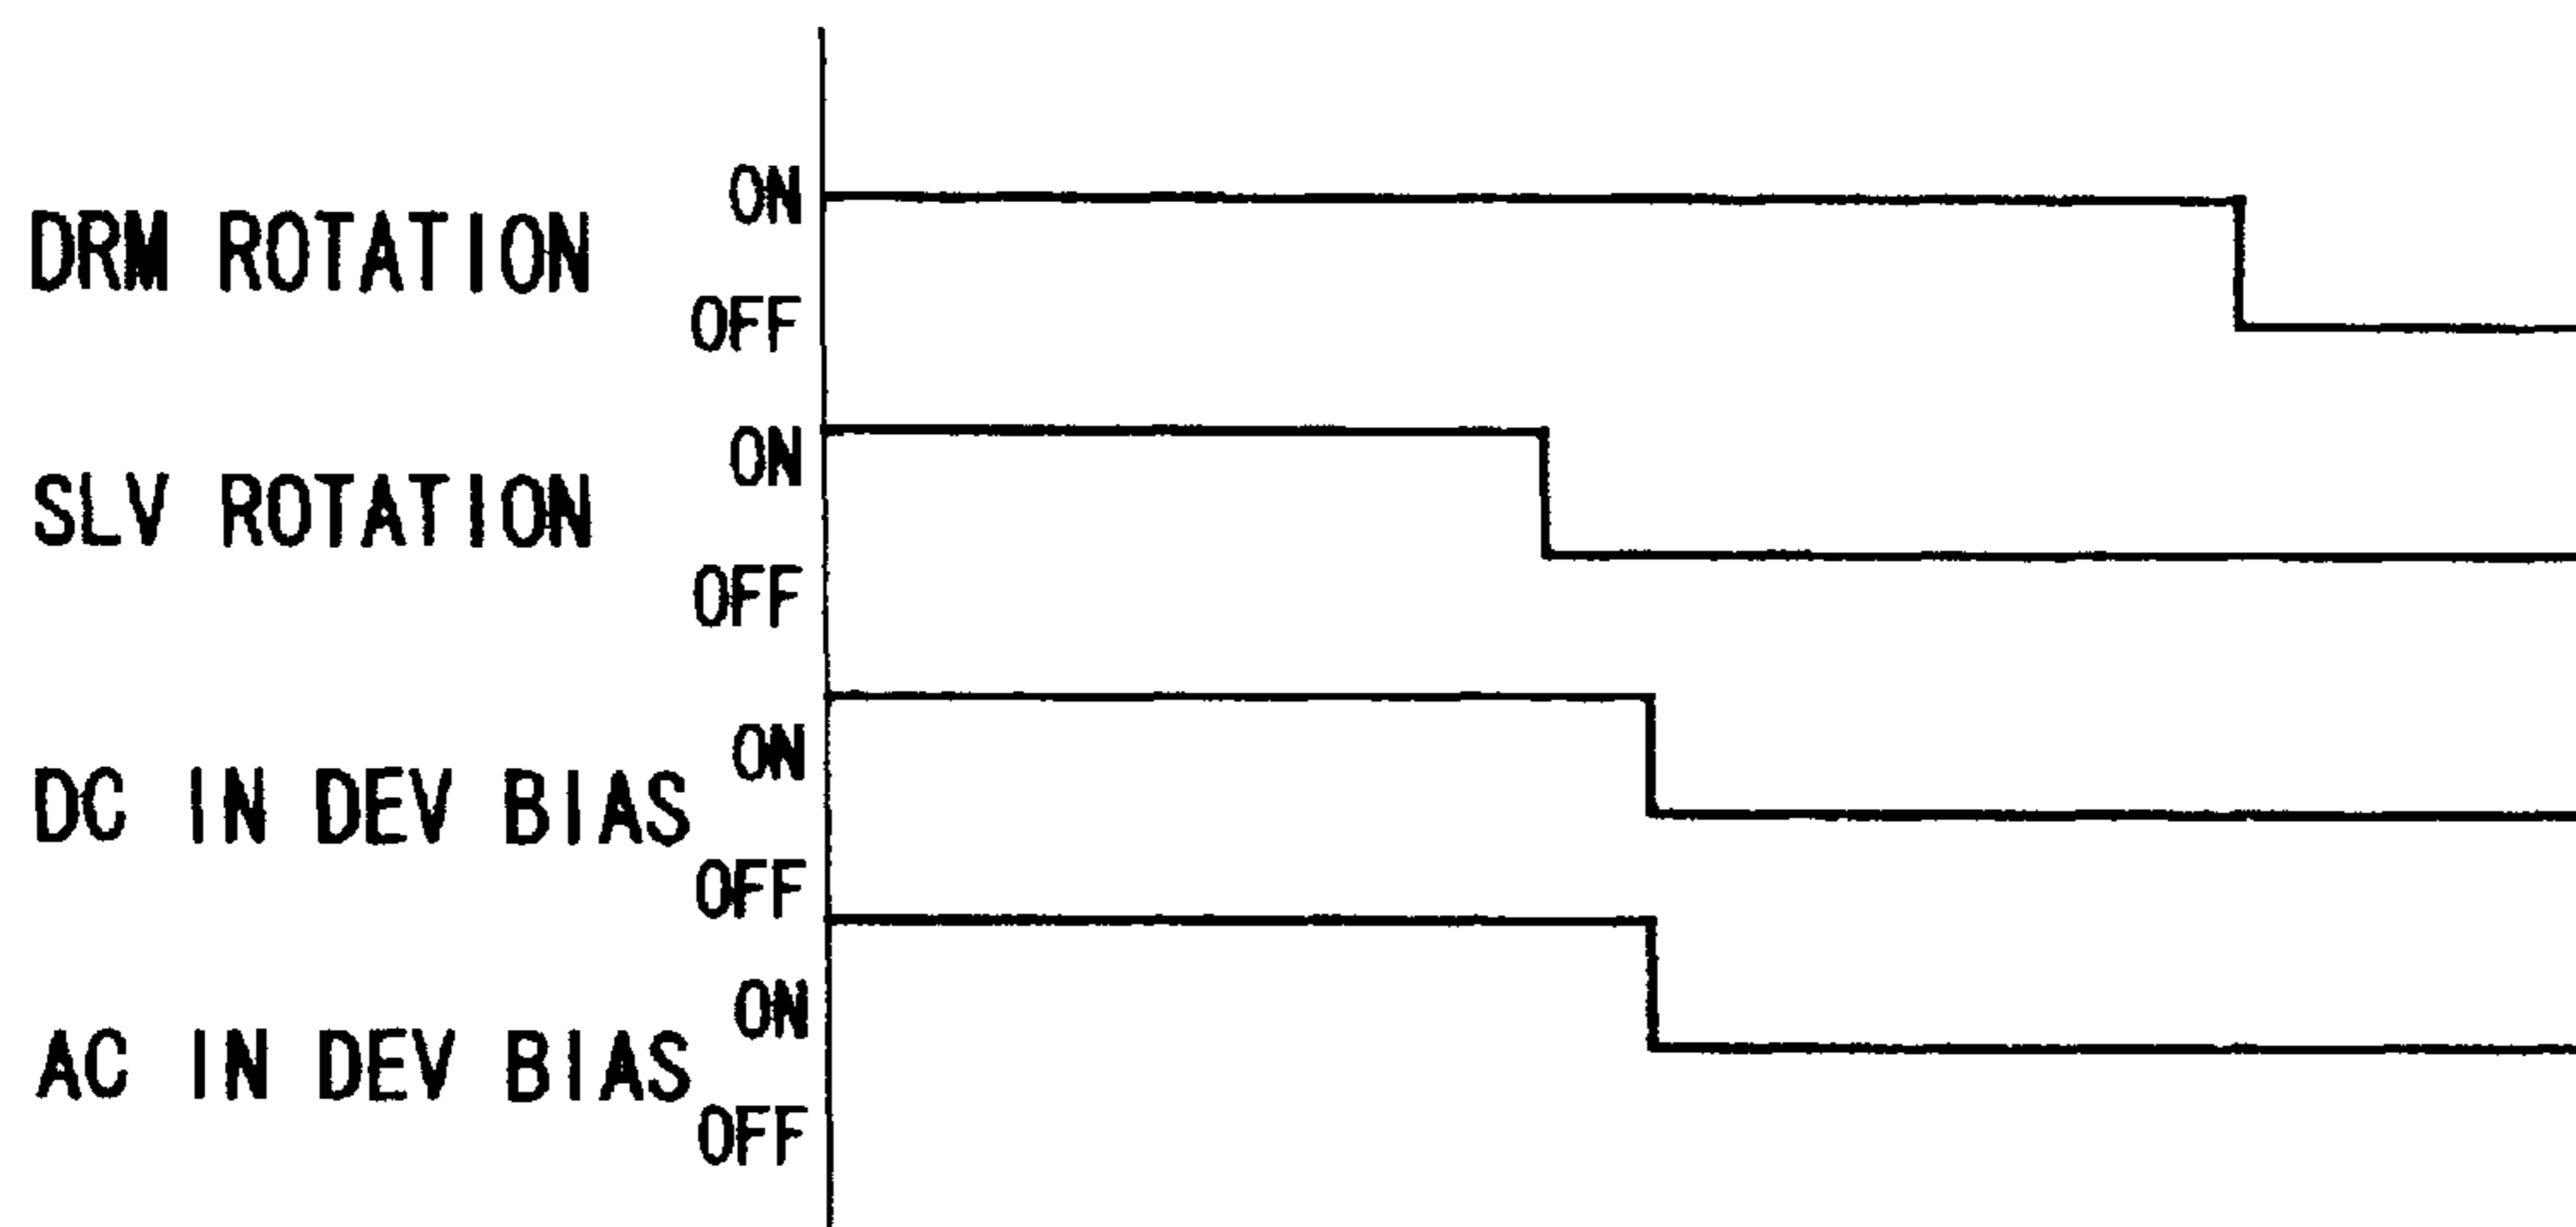 ON
DRM ROTATION
OFF
ON
SLV ROTATION
OFF
ON
DC IN DEV BIAS
OFF
ON
AC IN DEV BIAS
OFF